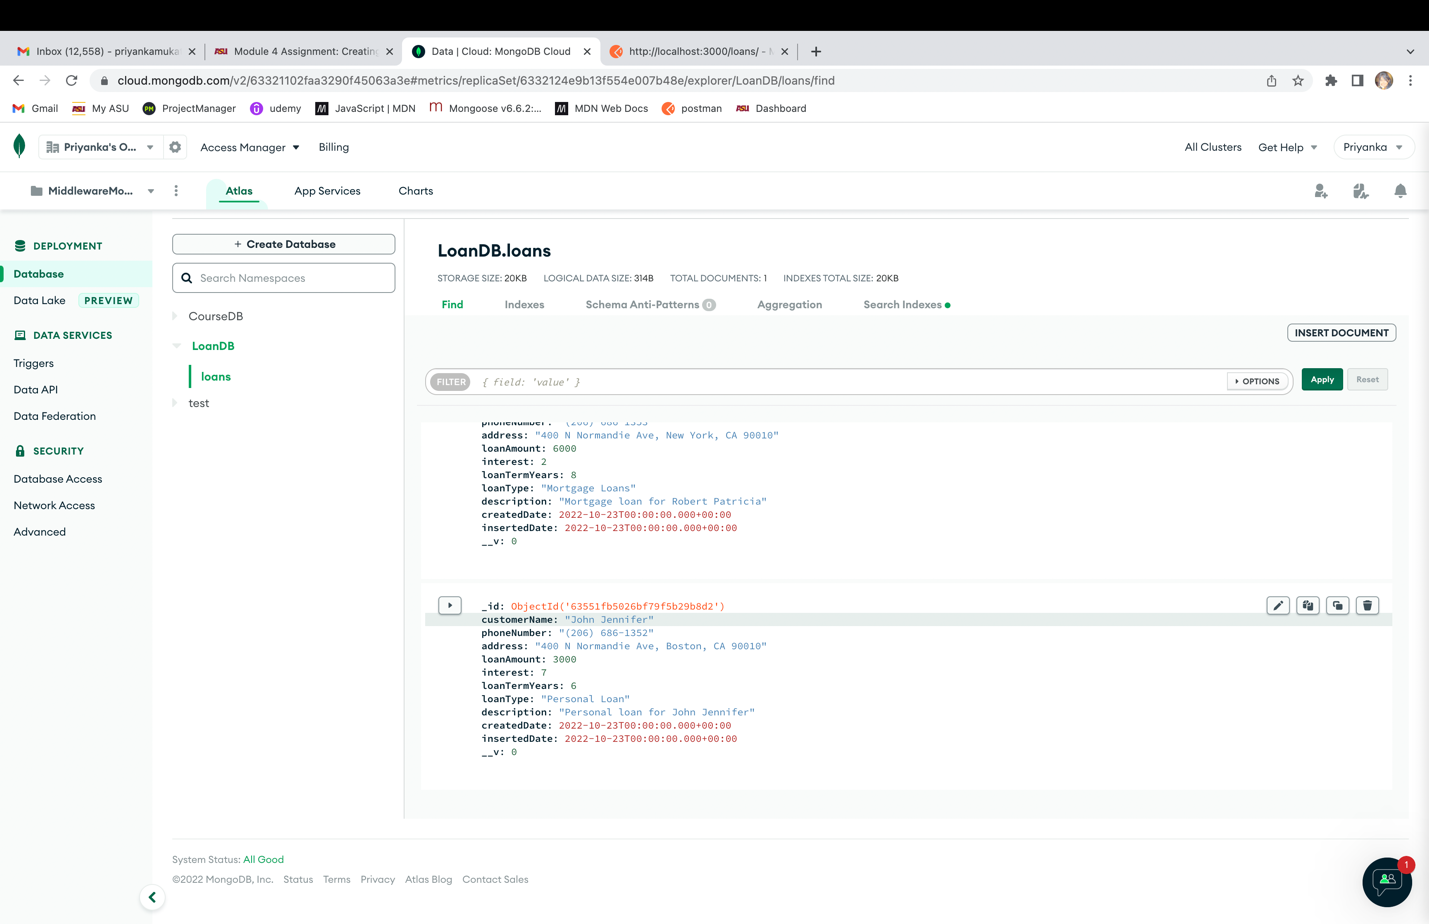 Inbox (12,558) - priyankamuka
Module 4 Assignment: Creating
Data | Cloud: MongoDB Cloud
http://localhost:3000/loans/ -
cloud.mongodb.com/v2/63321102faa3290f45063a3e#metrics/replicaSet/6332124e9b13f554e007b48e/explorer/LoanDB/loans/find
Gmail
My ASU
ProjectManager
udemy
JavaScript | MDN
Mongoose v6.6.2:...
MDN Web Docs
postman
Dashboard
Priyanka's O...
Access Manager
Billing
All Clusters
Get Help
Priyanka
MiddlewareMo...
Atlas
App Services
Charts
DEPLOYMENT
Database
Data Lake PREVIEW
DATA SERVICES
Triggers
Data API
Data Federation
SECURITY
Database Access
Network Access
Advanced
+ Create Database
Search Namespaces
CourseDB
LoanDB
loans
test
LoanDB.loans
STORAGE SIZE: 20KB LOGICAL DATA SIZE: 314B TOTAL DOCUMENTS: 1 INDEXES TOTAL SIZE: 20KB
Find Indexes Schema Anti-Patterns 0 Aggregation Search Indexes
INSERT DOCUMENT
FILTER { field: 'value' } OPTIONS Apply Reset
phoneNumber: "(206) 686-1353"
address: "400 N Normandie Ave, New York, CA 90010"
loanAmount: 6000
interest: 2
loanTermYears: 8
loanType: "Mortgage Loans"
description: "Mortgage loan for Robert Patricia"
createdDate: 2022-10-23T00:00:00.000+00:00
insertedDate: 2022-10-23T00:00:00.000+00:00
__v: 0
_id: ObjectId('63551fb5026bf79f5b29b8d2')
customerName: "John Jennifer"
phoneNumber: "(206) 686-1352"
address: "400 N Normandie Ave, Boston, CA 90010"
loanAmount: 3000
interest: 7
loanTermYears: 6
loanType: "Personal Loan"
description: "Personal loan for John Jennifer"
createdDate: 2022-10-23T00:00:00.000+00:00
insertedDate: 2022-10-23T00:00:00.000+00:00
__v: 0
System Status: All Good
©2022 MongoDB, Inc. Status Terms Privacy Atlas Blog Contact Sales
1